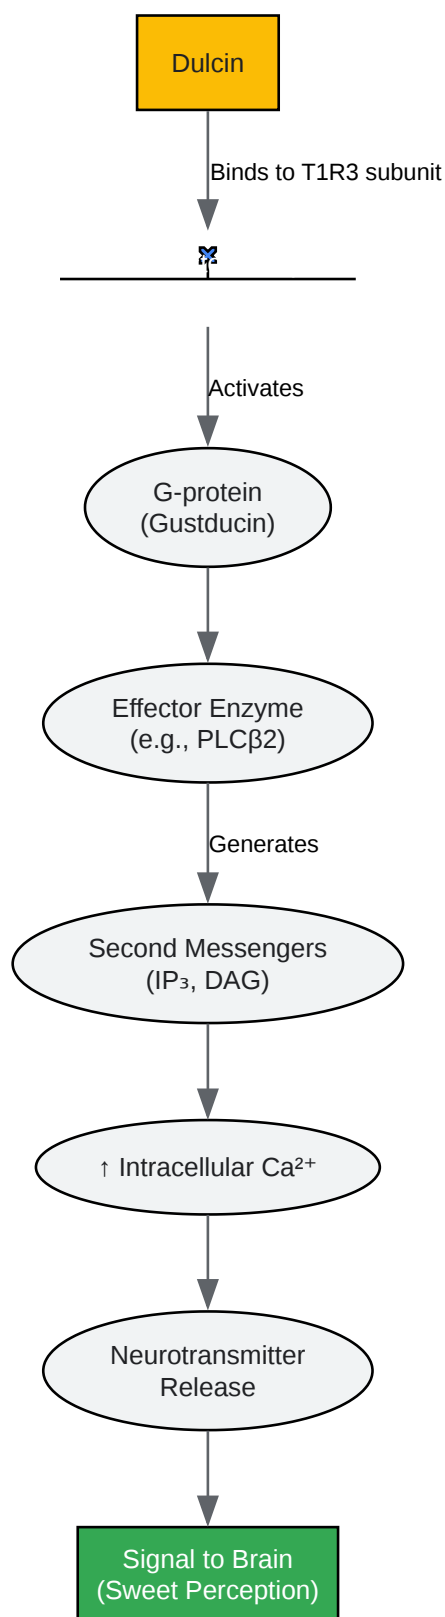 Dulcin
Binds to T1R3 subunit
Activates
G-protein
(Gustducin)
Effector Enzyme
(e.g., PLCβ2)
Generates
Second Messengers
(IP₃, DAG)
↑ Intracellular Ca²⁺
Neurotransmitter
Release
Signal to Brain
(Sweet Perception)